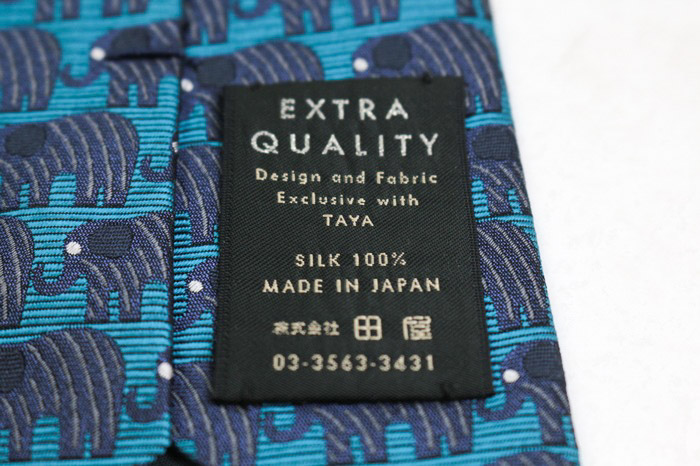 EXTRA
QUALITY
Design and Fabric
Exclusive with
TAYA
SILK 100%
MADE IN JAPAN
株式会社 田屋
03-3563-3431